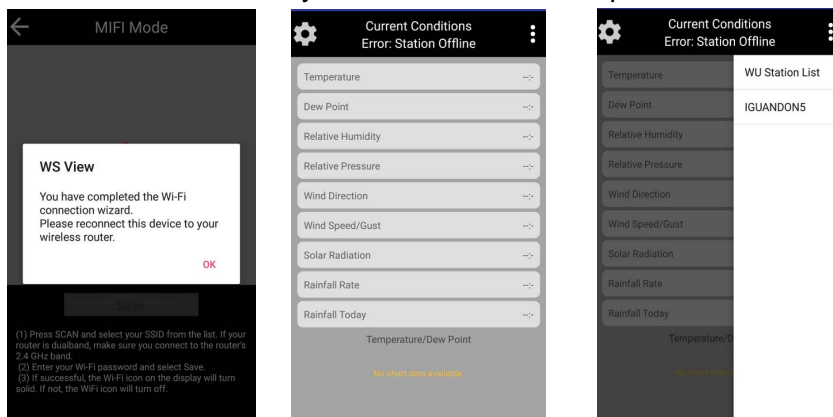 MIFI Mode
WS View
You have completed the Wi-Fi
connection wizard.
Please reconnect this device to your
wireless router.
OK
Save
(1) Press SCAN and select your SSID from the list. If your
router is dualband, make sure you connect to the router's
2.4 GHz band.
(2) Enter your Wi-Fi password and select Save.
(3) If successful, the Wi-Fi icon on the display will turn
solid. If not, the WiFi icon will turn off.
Current Conditions
Error: Station Offline
Temperature --:-
Dew Point --:-
Relative Humidity --:-
Relative Pressure --:-
Wind Direction --:-
Wind Speed/Gust --:-
Solar Radiation --:-
Rainfall Rate --:-
Rainfall Today --:-
Temperature/Dew Point
No chart data available.
Current Conditions
Error: Station Offline
WU Station List
IGUANDON5
Temperature
Dew Point
Relative Humidity
Relative Pressure
Wind Direction
Wind Speed/Gust
Solar Radiation
Rainfall Rate
Rainfall Today
Temperature/D
No chart data